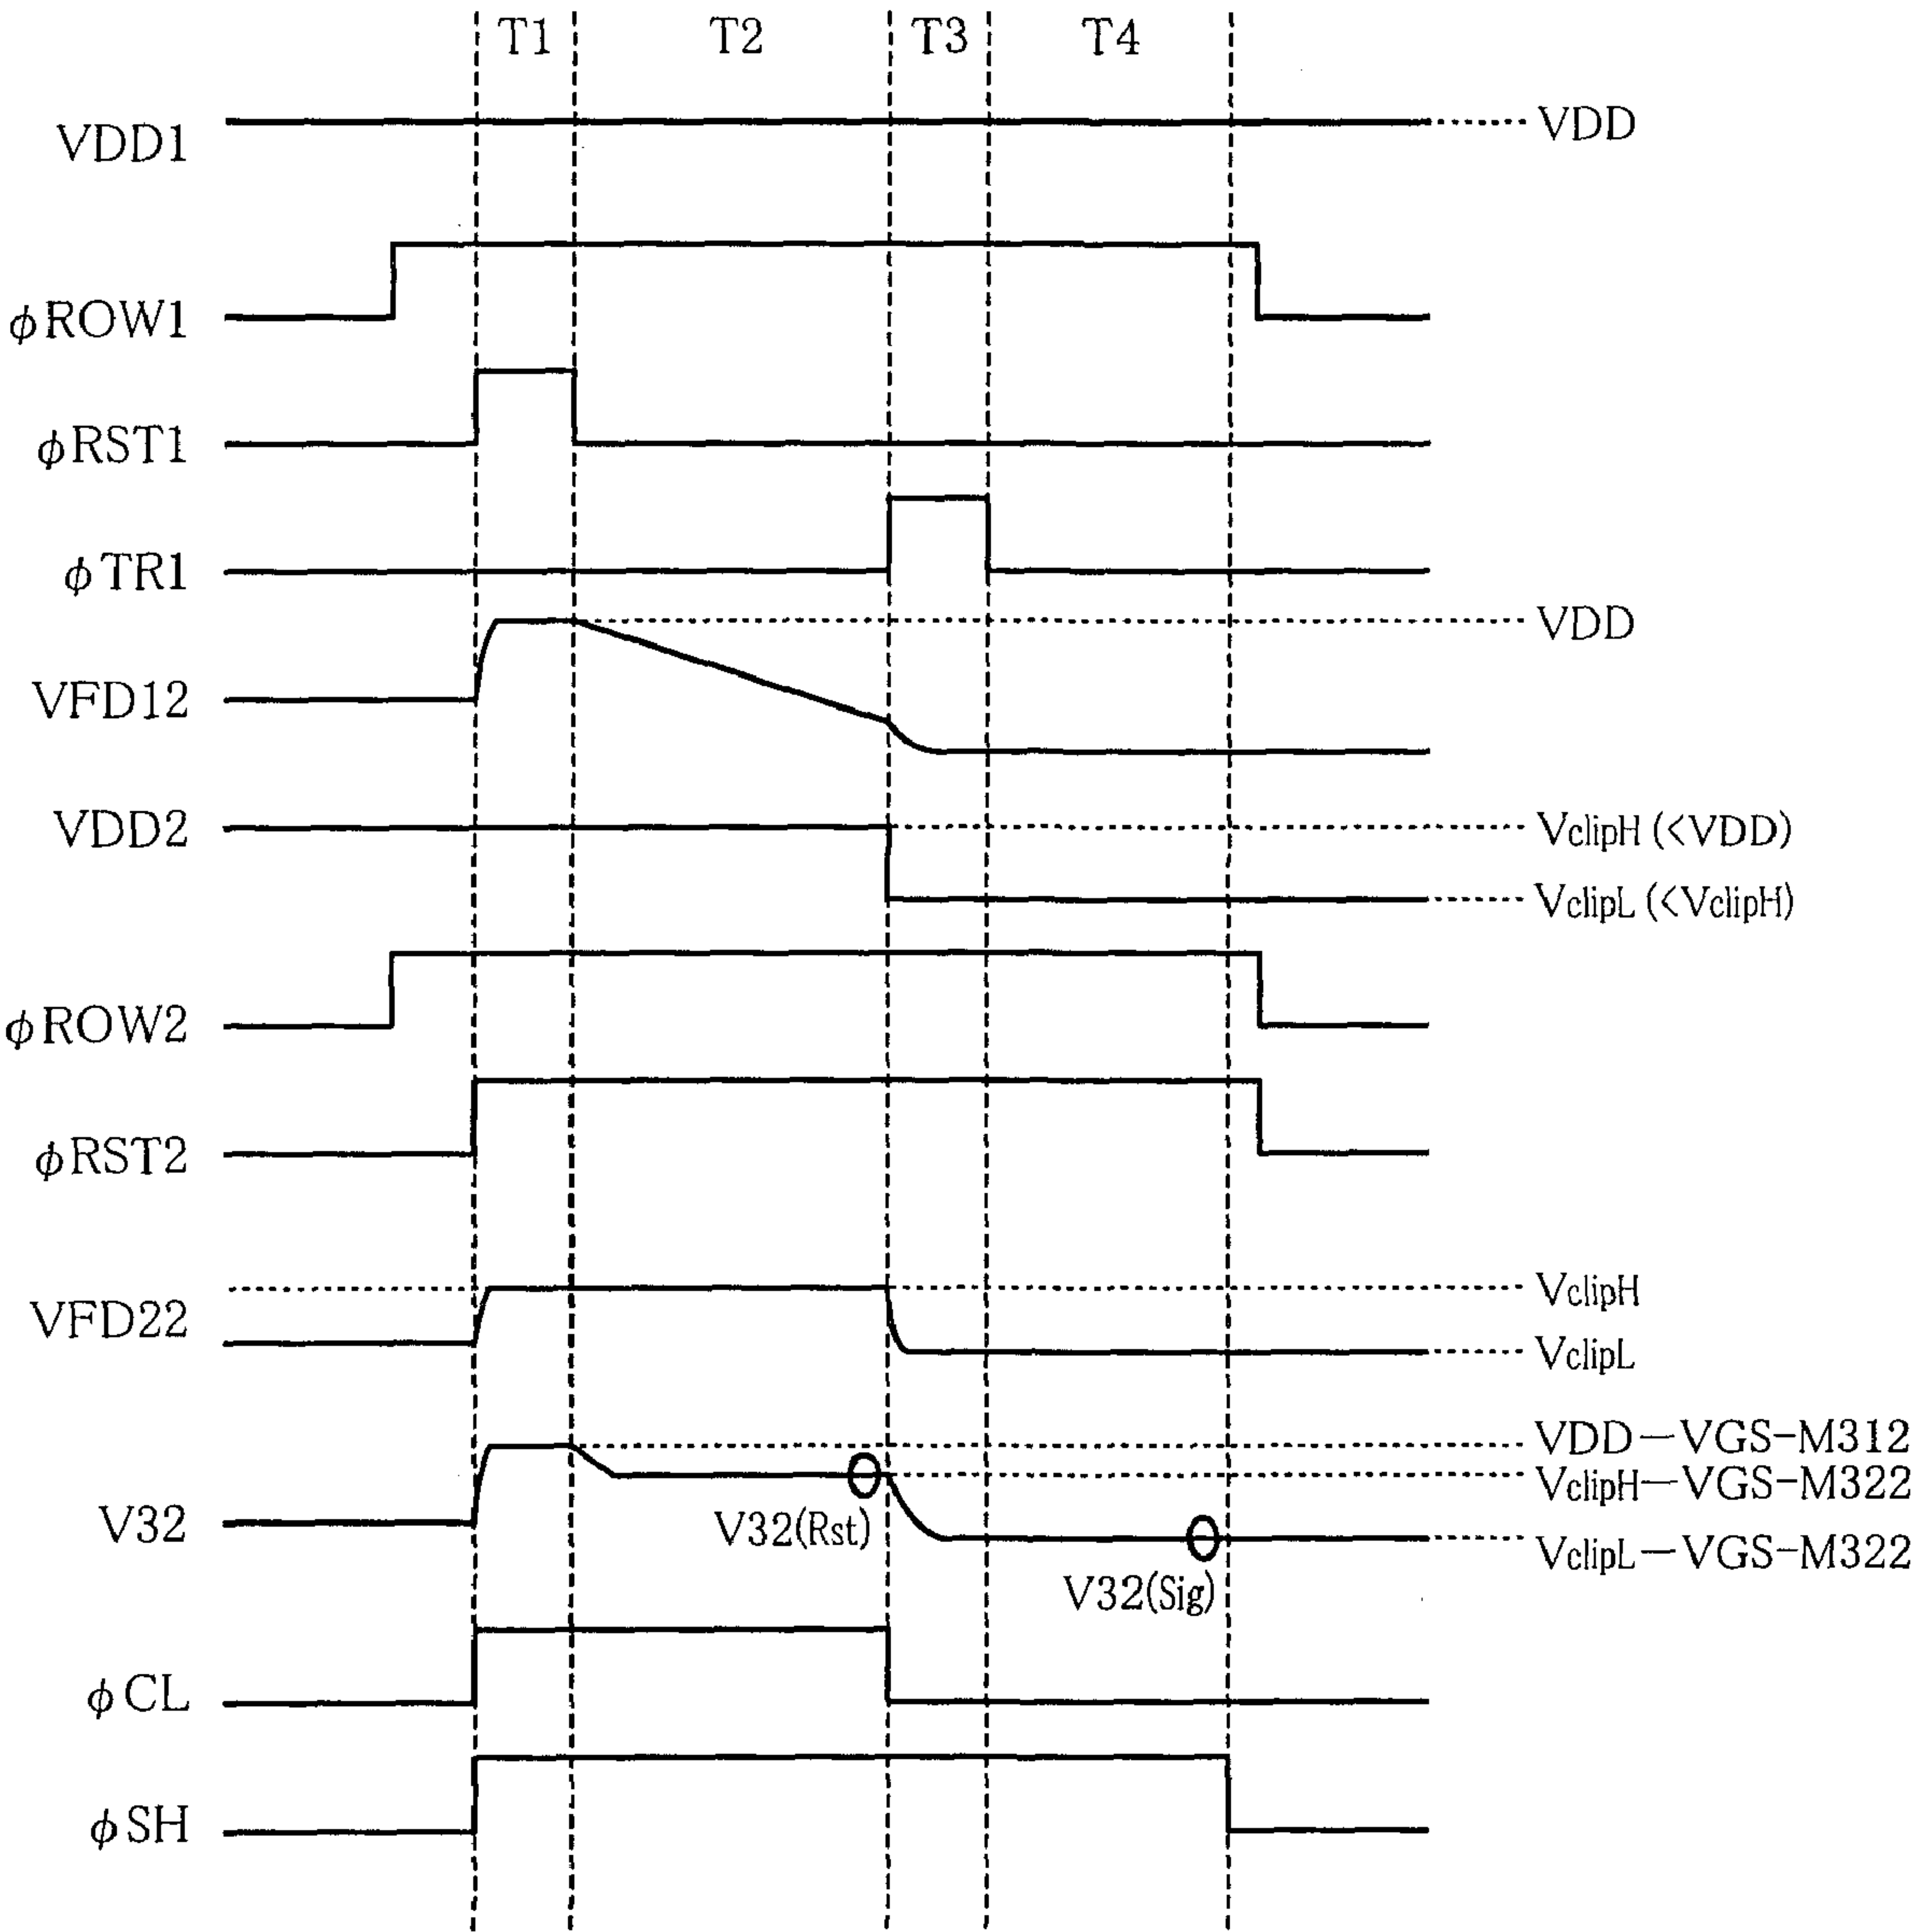 T1 T2 T3 T4
VDD1 VDD
φROW1
φRST1
φTR1
VDD
VFD12
VDD2 VclipH (<VDD)
VclipL (<VclipH)
φROW2
φRST2
VclipH
VFD22
VclipL
VDD-VGS-M312
VclipH-VGS-M322
V32 V32(Rst)
VclipL-VGS-M322
V32(Sig)
φCL
φSH